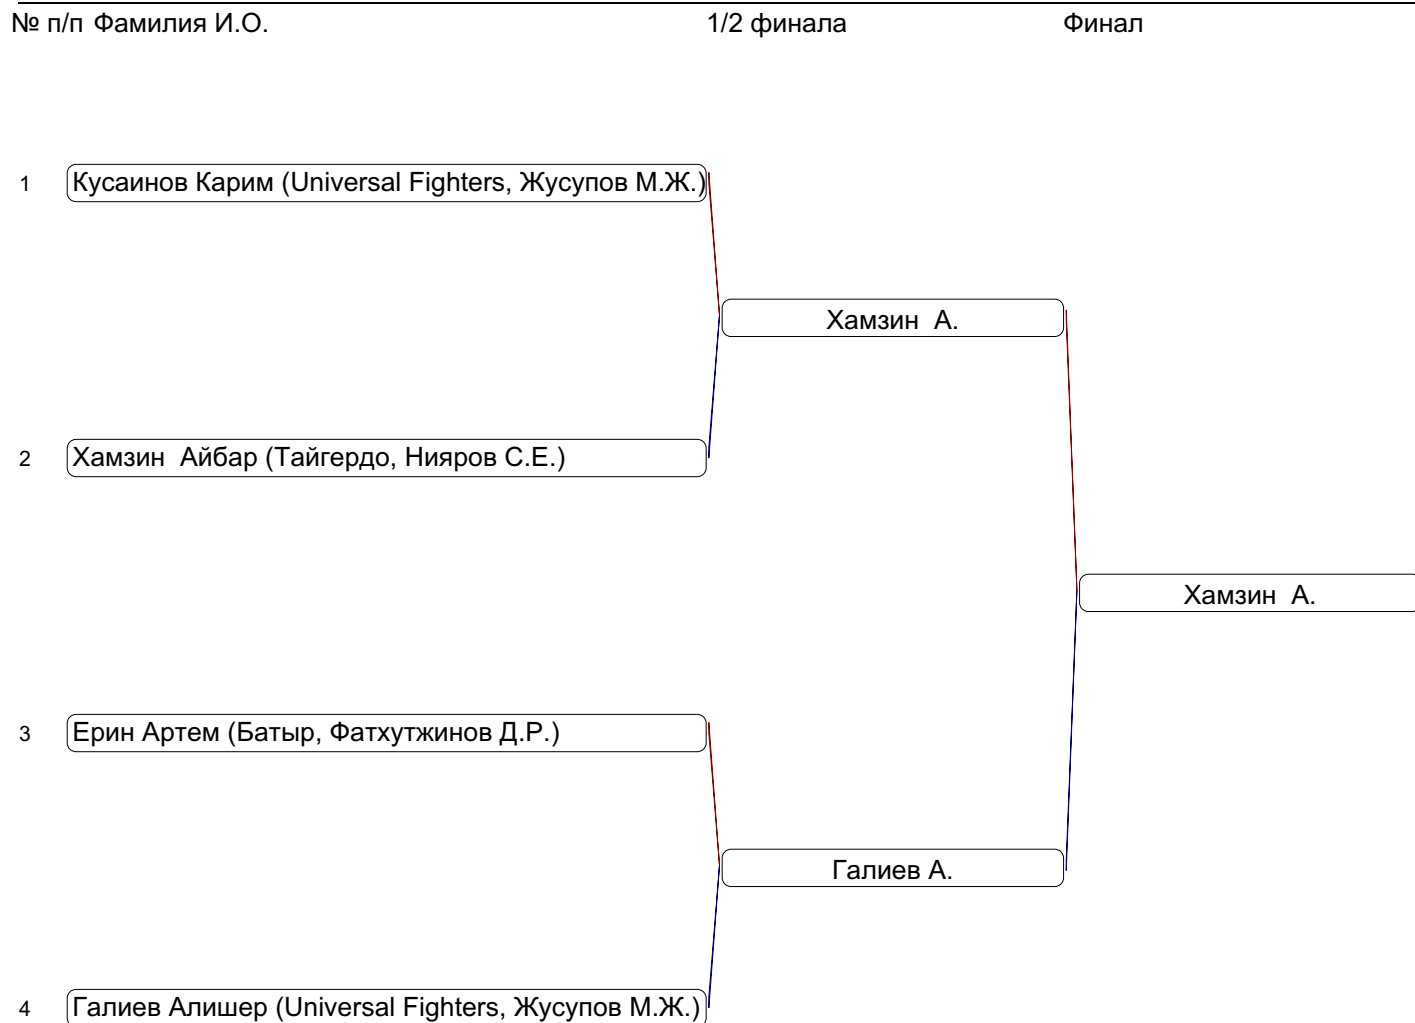 № п/п Фамилия И.О. 1/2 финала Финал
1 Кусаинов Карим (Universal Fighters, Жусупов М.Ж.)
Хамзин А.
2 Хамзин Айбар (Тайгердо, Нияров С.Е.)
Хамзин А.
3 Ерин Артем (Батыр, Фатхутжинов Д.Р.)
Галиев А.
4 Галиев Алишер (Universal Fighters, Жусупов М.Ж.)